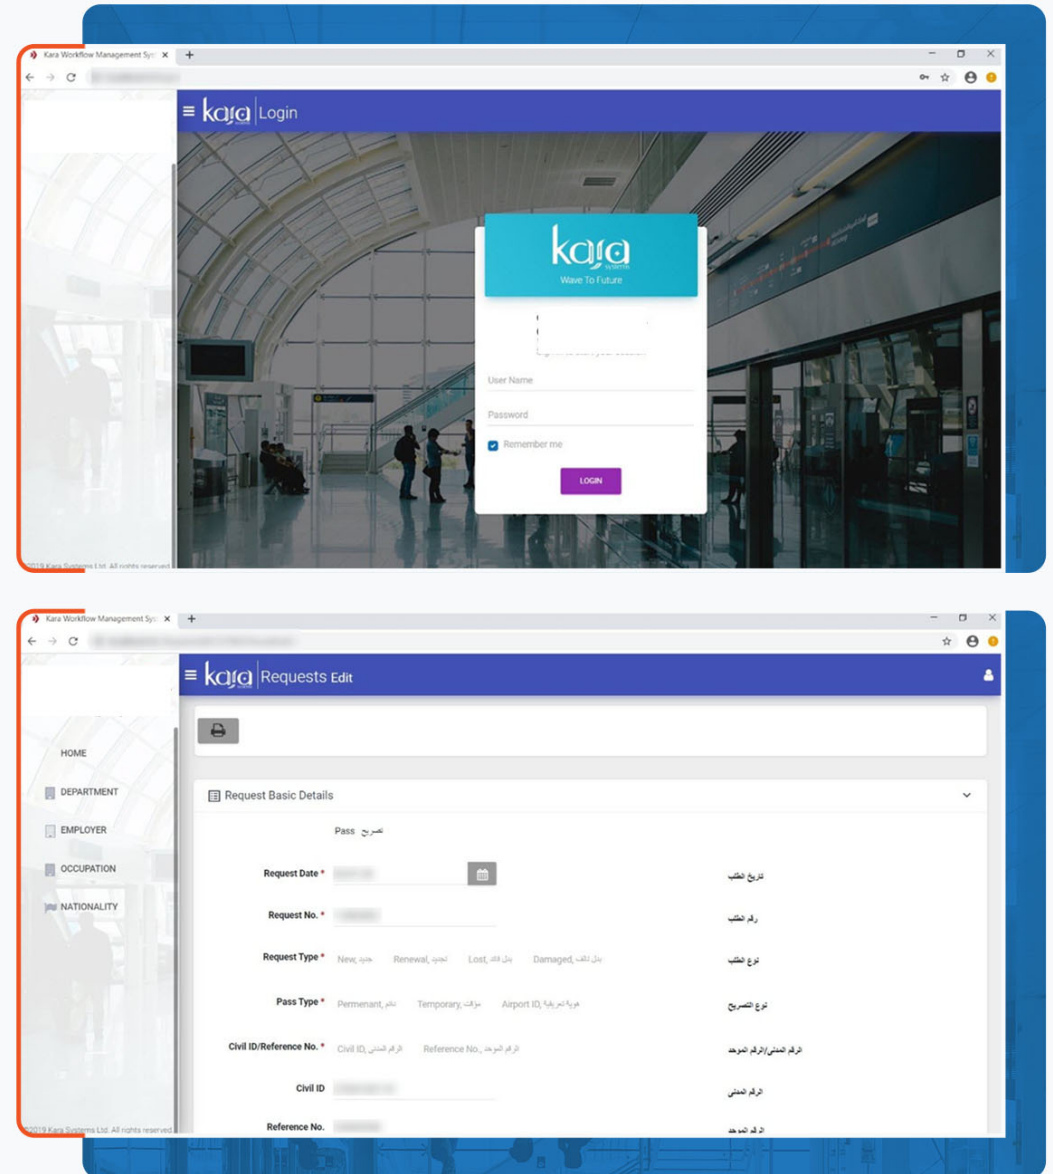 Kara Workflow Management Sys
kara Login
kara
systems
Wave To Future
User Name
Password
Remember me
LOGIN
©2019 Kara Systems Ltd. All rights reserved
Kara Workflow Management Sys
kara Requests Edit
HOME
DEPARTMENT
EMPLOYER
OCCUPATION
NATIONALITY
Request Basic Details
Pass تصريح
Request Date * تاريخ الطلب
Request No. * رقم الطلب
Request Type * New, جديد Renewal, تجديد Lost, بدل فاقد Damaged, بدل تالف نوع الطلب
Pass Type * Permenant, دائم Temporary, مؤقت Airport ID, هوية تعريفية نوع التصريح
Civil ID/Reference No. * Civil ID, الرقم المدني Reference No., الرقم الموحد الرقم المدني/الرقم الموحد
Civil ID الرقم المدني
Reference No. الرقم الموحد
©2019 Kara Systems Ltd. All rights reserved